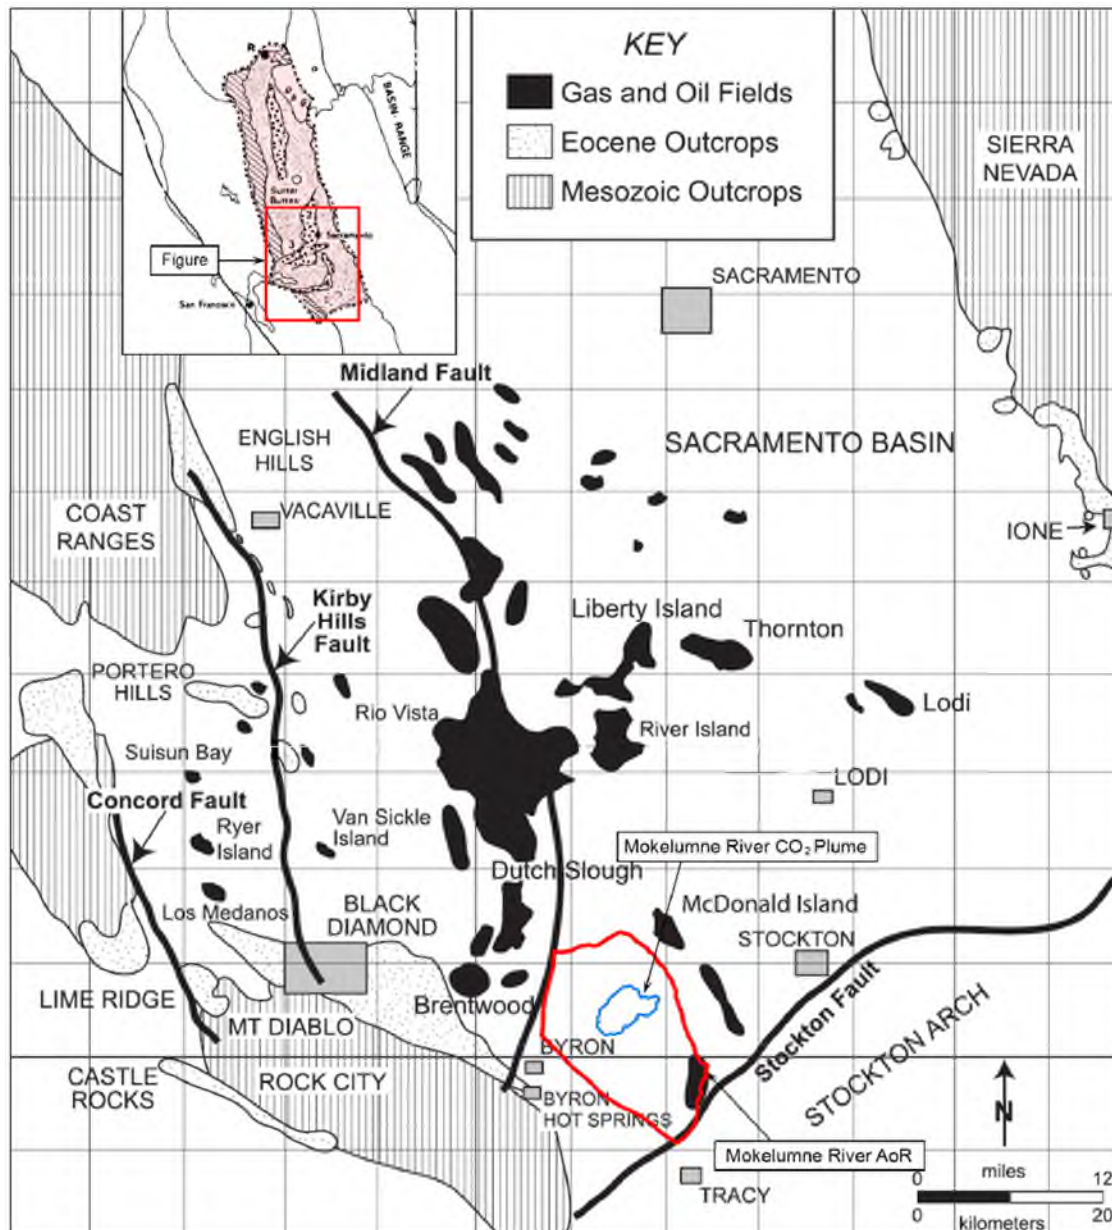 KEY
Gas and Oil Fields
Eocene Outcrops
Mesozoic Outcrops
R
BASIN-RANGE
Sutter
Buttes
2
Sacramento
3
Figure
San Francisco
SIERRA
NEVADA
SACRAMENTO
Midland Fault
ENGLISH
HILLS
SACRAMENTO BASIN
VACAVILLE
COAST
RANGES
IONE
Kirby
Hills
Fault
Liberty Island
Thornton
PORTERO
HILLS
Rio Vista
River Island
Lodi
Suisun Bay
LODI
Concord Fault
Ryer
Island
Van Sickle
Island
Mokelumne River CO₂ Plume
Dutch Slough
Los Medanos
BLACK
DIAMOND
McDonald Island
STOCKTON
LIME RIDGE
MT DIABLO
Brentwood
Stockton Fault
STOCKTON ARCH
BYRON
CASTLE
ROCKS
ROCK CITY
BYRON
HOT SPRINGS
N
Mokelumne River AoR
TRACY
0 miles 12
0 kilometers 20